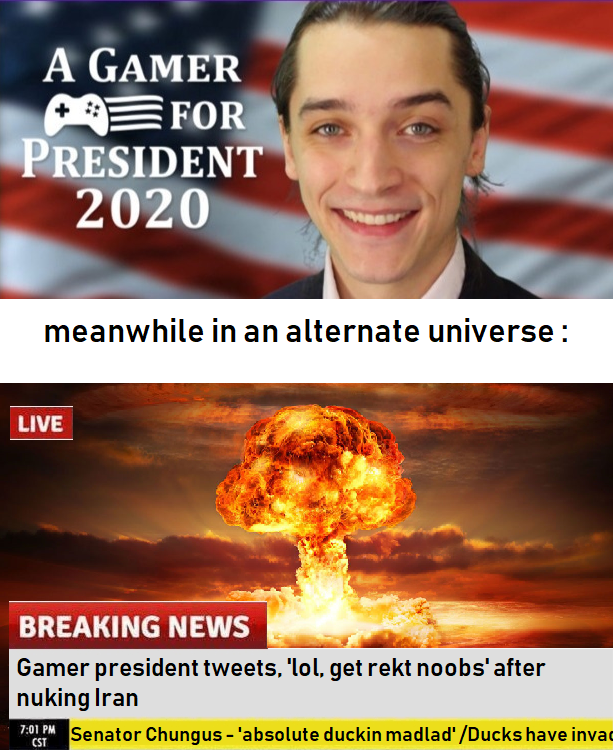 A GAMER
FOR
PRESIDENT
2020
meanwhile in an alternate universe :
LIVE
BREAKING NEWS
Gamer president tweets, 'lol, get rekt noobs' after
nuking Iran
7:01 PM
CST
Senator Chungus - 'absolute duckin madlad' /Ducks have inva